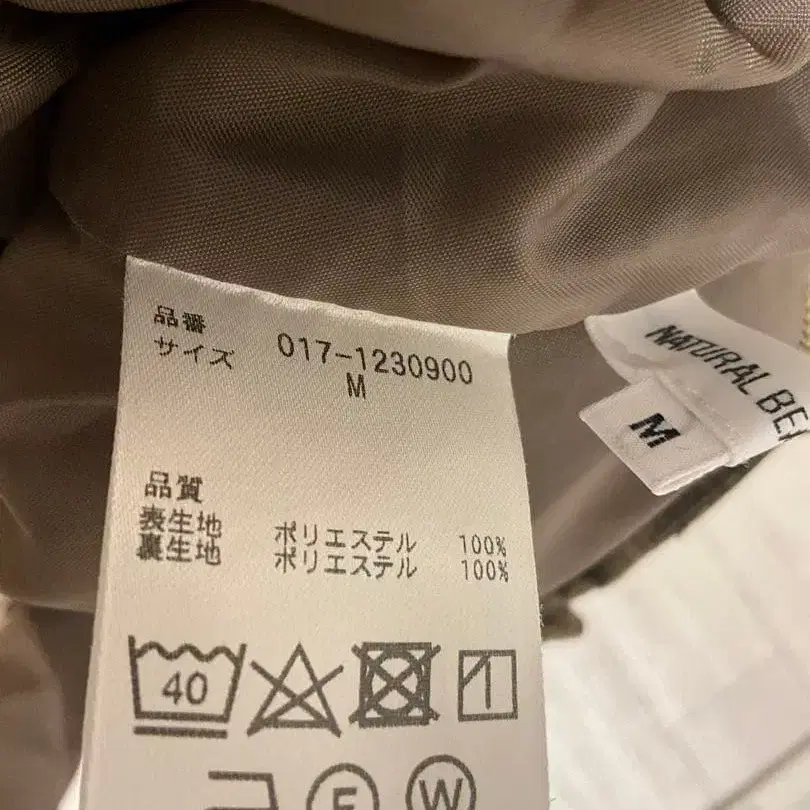 品番 017-1230900
サイズ M
品質
表生地 ポリエステル 100%
裏生地 ポリエステル 100%
40
F
W
NATURAL
M